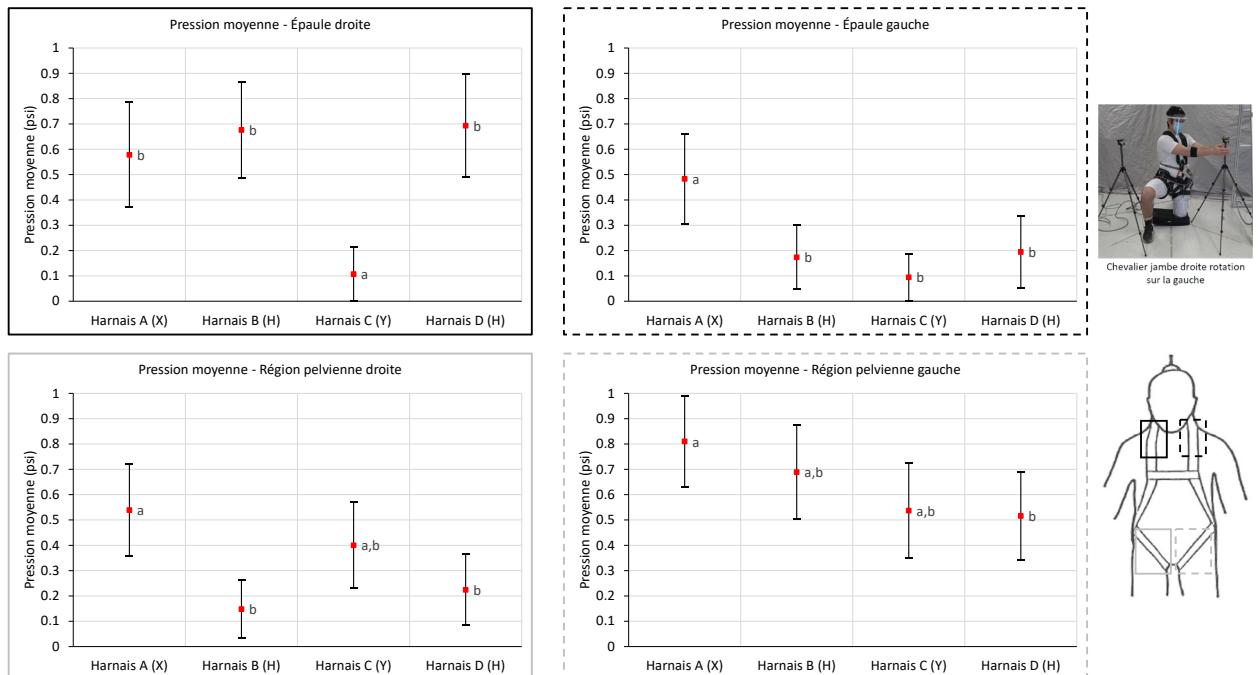 Pression moyenne - Épaule droite
Pression moyenne (psi)
1
0.9
0.8
0.7
0.6
0.5
0.4
0.3
0.2
0.1
0
b
b
a
b
Harnais A (X) Harnais B (H) Harnais C (Y) Harnais D (H)
Pression moyenne - Épaule gauche
Pression moyenne (psi)
1
0.9
0.8
0.7
0.6
0.5
0.4
0.3
0.2
0.1
0
a
b
b
b
Harnais A (X) Harnais B (H) Harnais C (Y) Harnais D (H)
Chevalier jambe droite rotation
sur la gauche
Pression moyenne - Région pelvienne droite
Pression moyenne (psi)
1
0.9
0.8
0.7
0.6
0.5
0.4
0.3
0.2
0.1
0
a
b
a,b
b
Harnais A (X) Harnais B (H) Harnais C (Y) Harnais D (H)
Pression moyenne - Région pelvienne gauche
Pression moyenne (psi)
1
0.9
0.8
0.7
0.6
0.5
0.4
0.3
0.2
0.1
0
a
a,b
a,b
b
Harnais A (X) Harnais B (H) Harnais C (Y) Harnais D (H)